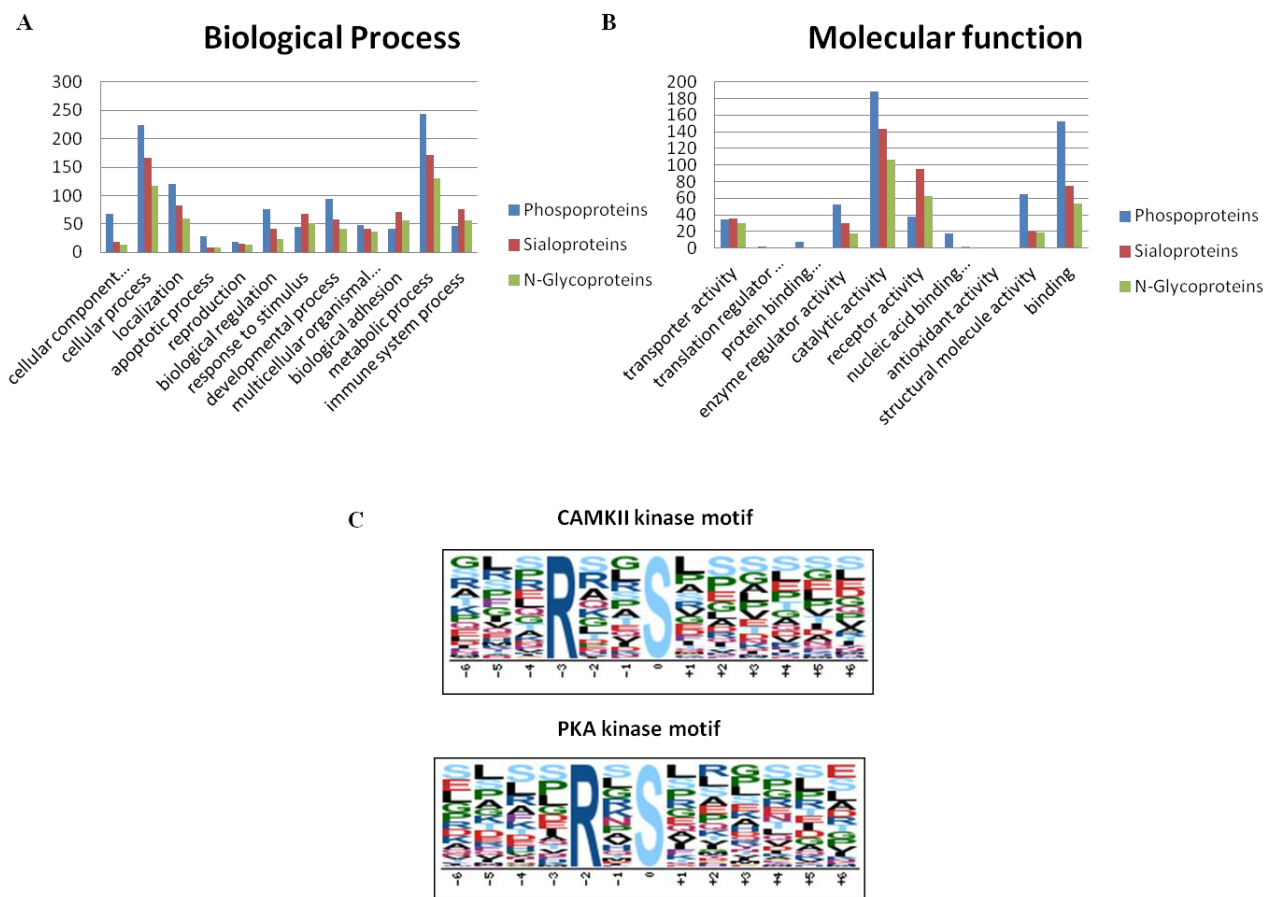 A
Biological Process
300
250
200
150
100
50
0
cellular component...
cellular process
localization
apoptotic process
reproduction
biological regulation
response to stimulus
developmental process
multicellular organismal...
biological adhesion
metabolic process
immune system process
Phospoproteins
Sialoproteins
N-Glycoproteins
B
Molecular function
200
180
160
140
120
100
80
60
40
20
0
transporter activity
translation regulator...
protein binding...
enzyme regulator activity
catalytic activity
receptor activity
nucleic acid binding...
antioxidant activity
structural molecule activity
binding
Phospoproteins
Sialoproteins
N-Glycoproteins
C
CAMKII kinase motif
R S
-6 -5 -4 -3 -2 -1 0 +1 +2 +3 +4 +5 +6
PKA kinase motif
R S
-6 -5 -4 -3 -2 -1 0 +1 +2 +3 +4 +5 +6